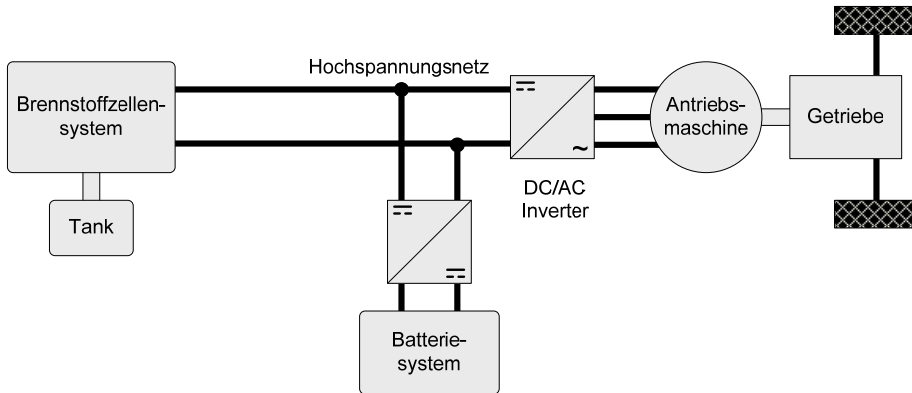 Hochspannungsnetz
Brennstoffzellen-
system
Antriebs-
maschine
Getriebe
~
DC/AC
Inverter
Tank
Batterie-
system